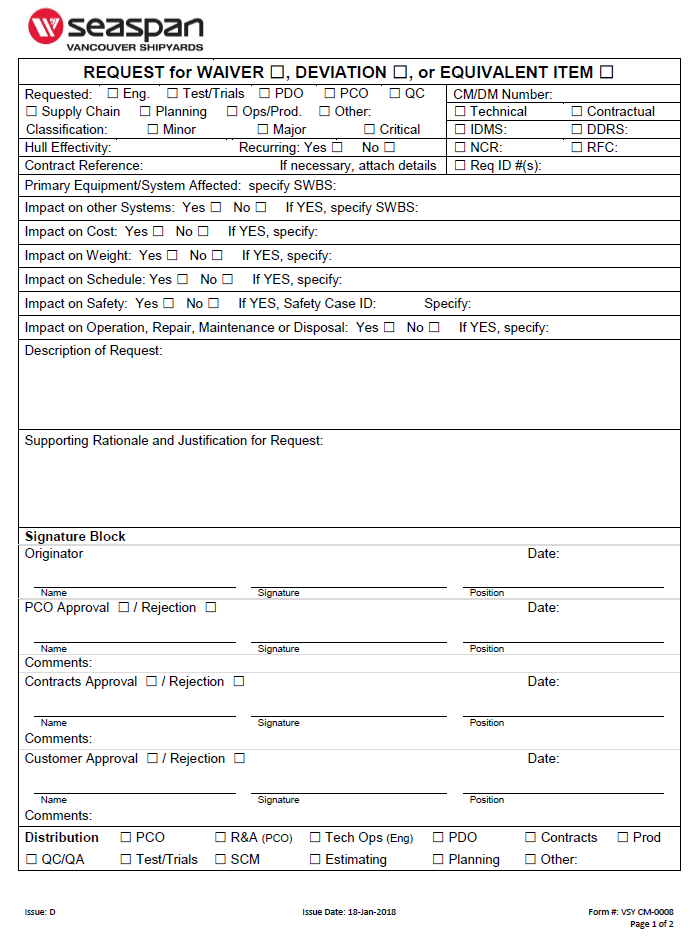 seaspan
VANCOUVER SHIPYARDS
REQUEST for WAIVER ☐, DEVIATION ☐, or EQUIVALENT ITEM ☐
Requested: ☐ Eng. ☐ Test/Trials ☐ PDO ☐ PCO ☐ QC
CM/DM Number:
☐ Supply Chain ☐ Planning ☐ Ops/Prod. ☐ Other:
☐ Technical ☐ Contractual
Classification: ☐ Minor ☐ Major ☐ Critical
☐ IDMS: ☐ DDRS:
Hull Effectivity: Recurring: Yes ☐ No ☐
☐ NCR: ☐ RFC:
Contract Reference: If necessary, attach details
☐ Req ID #(s):
Primary Equipment/System Affected: specify SWBS:
Impact on other Systems: Yes ☐ No ☐ If YES, specify SWBS:
Impact on Cost: Yes ☐ No ☐ If YES, specify:
Impact on Weight: Yes ☐ No ☐ If YES, specify:
Impact on Schedule: Yes ☐ No ☐ If YES, specify:
Impact on Safety: Yes ☐ No ☐ If YES, Safety Case ID: Specify:
Impact on Operation, Repair, Maintenance or Disposal: Yes ☐ No ☐ If YES, specify:
Description of Request:
Supporting Rationale and Justification for Request:
Signature Block
Originator Date:
Name Signature Position
PCO Approval ☐ / Rejection ☐ Date:
Name Signature Position
Comments:
Contracts Approval ☐ / Rejection ☐ Date:
Name Signature Position
Comments:
Customer Approval ☐ / Rejection ☐ Date:
Name Signature Position
Comments:
Distribution ☐ PCO ☐ R&A (PCO) ☐ Tech Ops (Eng) ☐ PDO ☐ Contracts ☐ Prod
☐ QC/QA ☐ Test/Trials ☐ SCM ☐ Estimating ☐ Planning ☐ Other:
Issue: D Issue Date: 18-Jan-2018 Form #: VSY CM-0008
Page 1 of 2